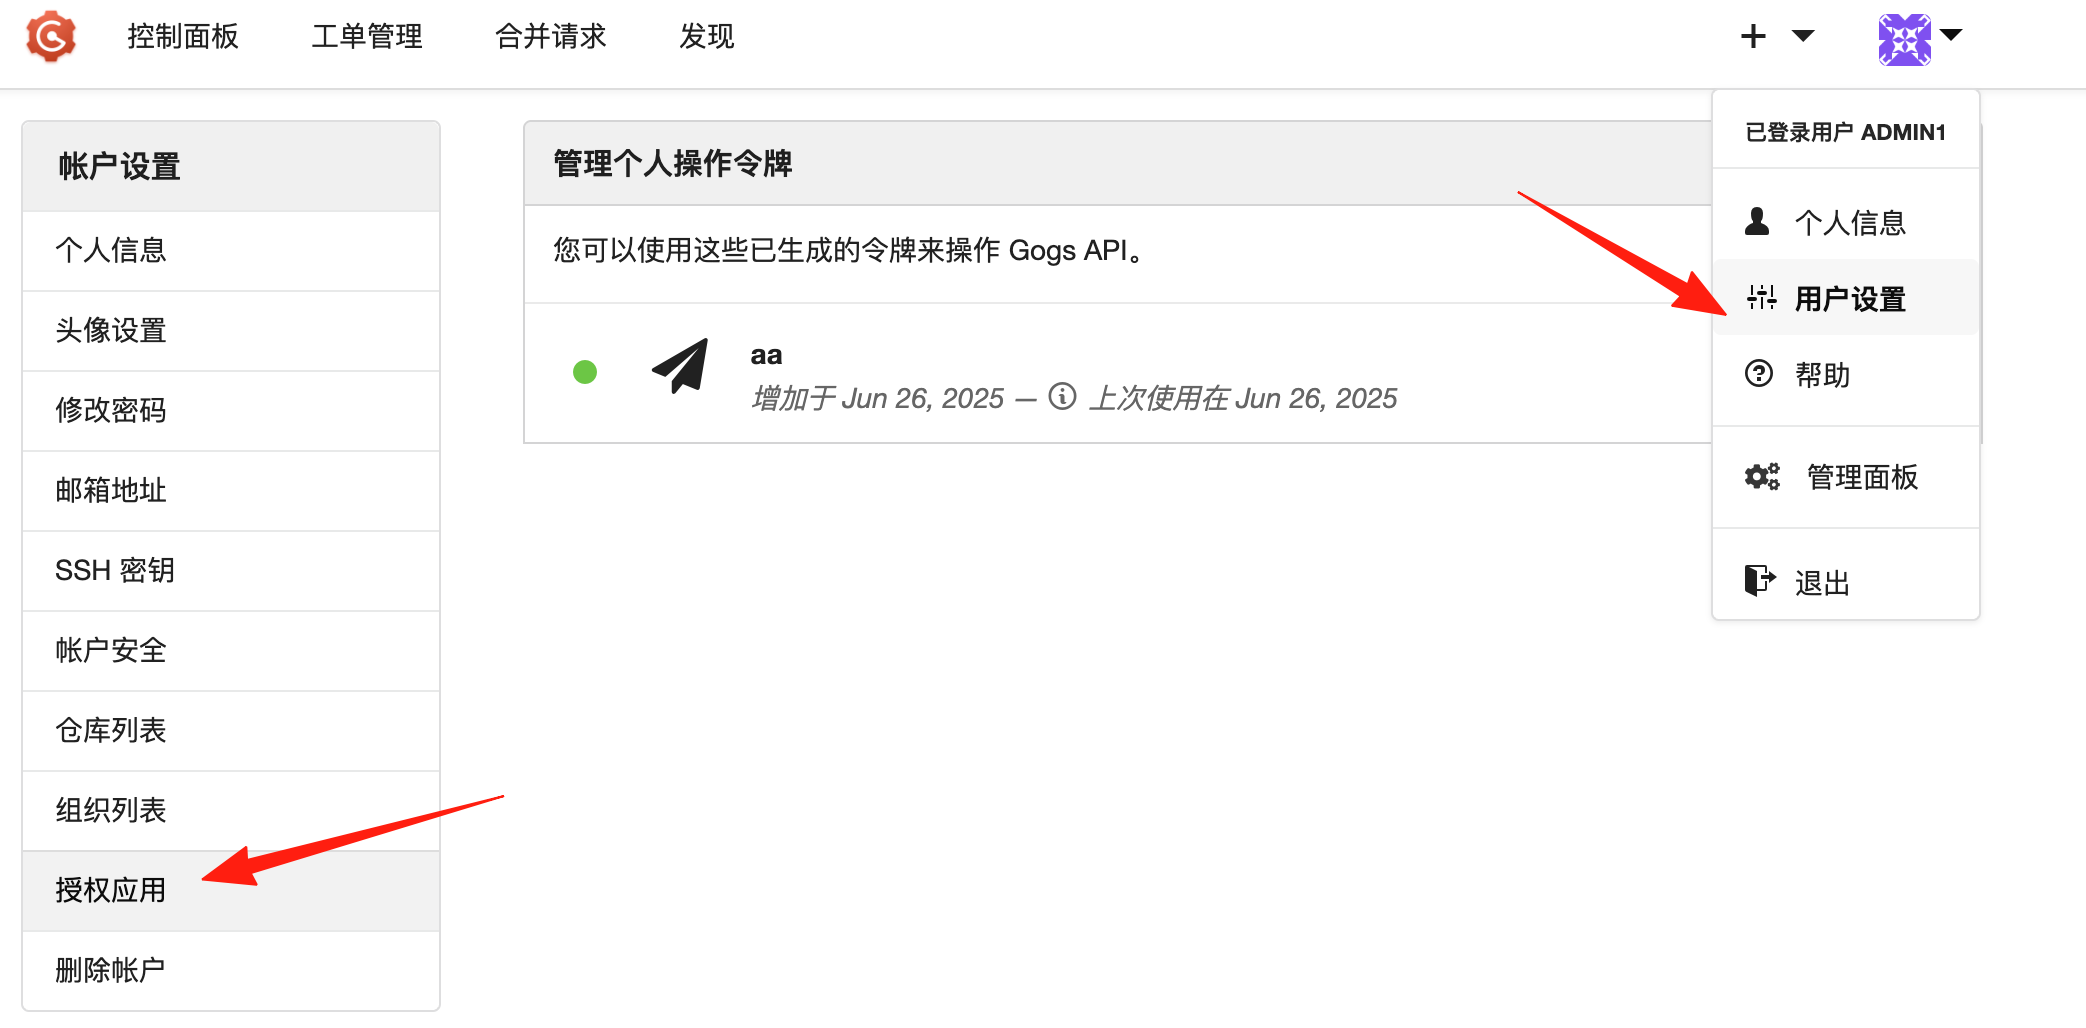 控制面板
工单管理
合并请求
发现
已登录用户 ADMIN1
个人信息
用户设置
帮助
管理面板
退出
帐户设置
个人信息
头像设置
修改密码
邮箱地址
SSH 密钥
帐户安全
仓库列表
组织列表
授权应用
删除帐户
管理个人操作令牌
您可以使用这些已生成的令牌来操作 Gogs API。
aa
增加于 Jun 26, 2025 — 上次使用在 Jun 26, 2025